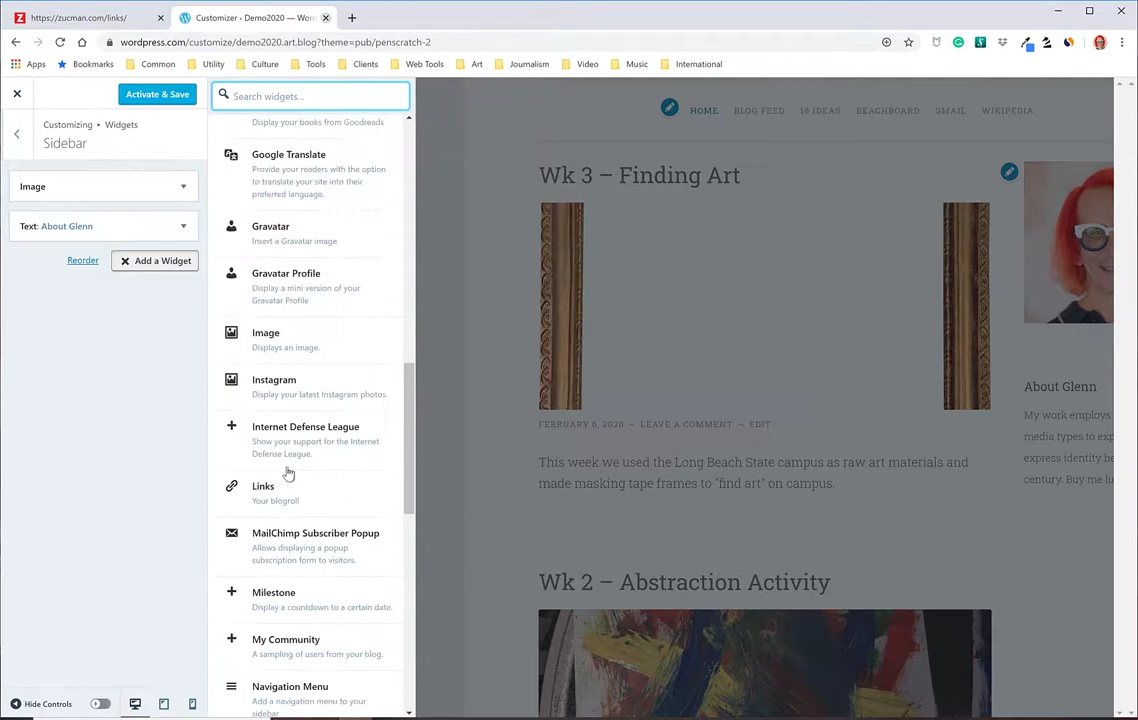 https://zucman.com/links/
Customizer ‹ Demo2020 — Wor
wordpress.com/customize/demo2020.art.blog?theme=pub/penscratch-2
Apps Bookmarks Common Utility Culture Tools Clients Web Tools Art Journalism Video Music International
Activate & Save
Customizing • Widgets
Sidebar
Image
Text: About Glenn
Reorder
Add a Widget
Hide Controls
Search widgets...
Display your books from Goodreads
Google Translate
Provide your readers with the option
to translate your site into their
preferred language.
Gravatar
Insert a Gravatar image
Gravatar Profile
Display a mini version of your
Gravatar Profile
Image
Displays an image.
Instagram
Display your latest Instagram photos.
Internet Defense League
Show your support for the Internet
Defense League.
Links
Your blogroll
MailChimp Subscriber Popup
Allows displaying a popup
subscription form to visitors.
Milestone
Display a countdown to a certain date.
My Community
A sampling of users from your blog.
Navigation Menu
Add a navigation menu to your
sidebar.
HOME BLOG FEED 16 IDEAS BEACHBOARD GMAIL WIKIPEDIA
Wk 3 – Finding Art
FEBRUARY 6, 2020 ~ LEAVE A COMMENT ~ EDIT
This week we used the Long Beach State campus as raw art materials and
made masking tape frames to "find art" on campus.
Wk 2 – Abstraction Activity
About Glenn
My work employs
media types to exp
express identity he
century. Buy me lu